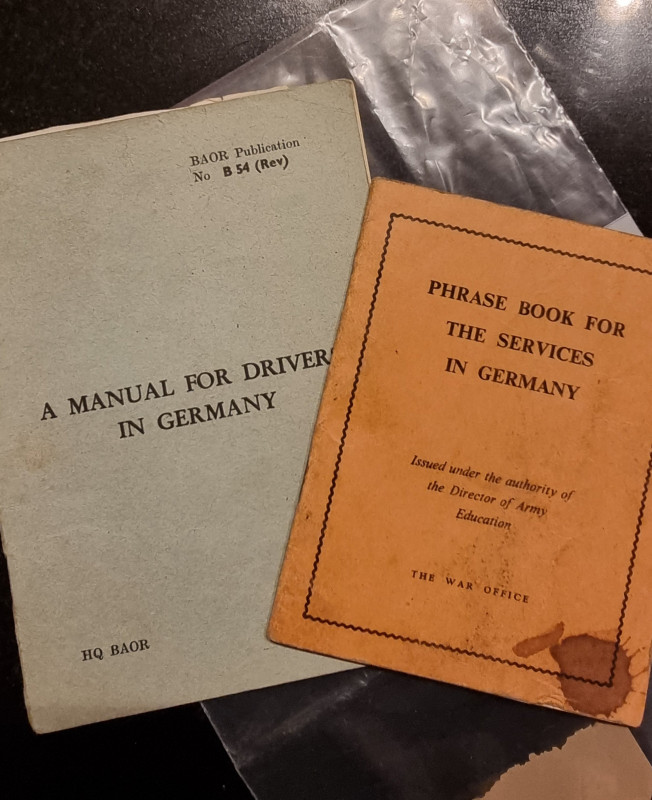 BAOR Publication
No B 54 (Rev)
A MANUAL FOR DRIVER
IN GERMANY
HQ BAOR
PHRASE BOOK FOR
THE SERVICES
IN GERMANY
Issued under the authority of
the Director of Army
Education
THE WAR OFFICE